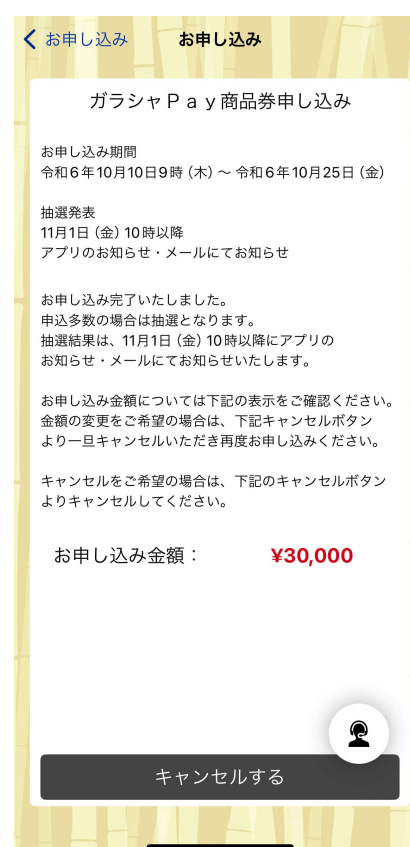 お申し込み
お申し込み
ガラシャＰａｙ商品券申し込み
お申し込み期間
令和６年10月10日9時（木）～ 令和６年10月25日（金）
抽選発表
11月1日（金）10時以降
アプリのお知らせ・メールにてお知らせ
お申し込み完了いたしました。
申込多数の場合は抽選となります。
抽選結果は、11月1日（金）10時以降にアプリの
お知らせ・メールにてお知らせいたします。
お申し込み金額については下記の表示をご確認ください。
金額の変更をご希望の場合は、下記キャンセルボタン
より一旦キャンセルいただき再度お申し込みください。
キャンセルをご希望の場合は、下記のキャンセルボタン
よりキャンセルしてください。
お申し込み金額： ¥30,000
キャンセルする